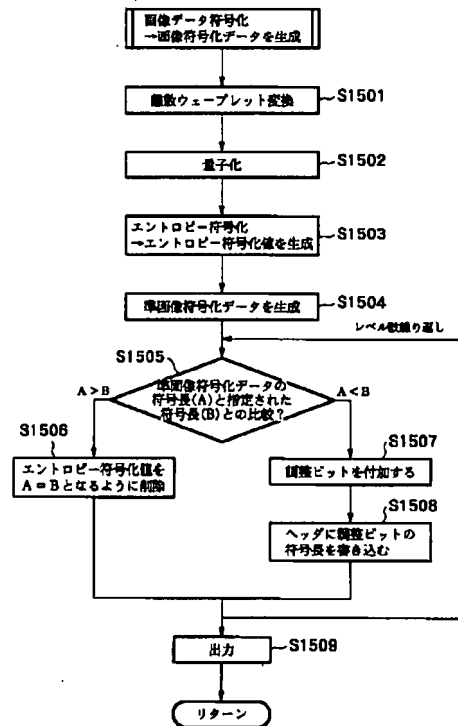 画像データ符号化
→画像符号化データを生成
離散ウェーブレット変換
S1501
量子化
S1502
エントロピー符号化
→エントロピー符号化値を生成
S1503
準画像符号化データを生成
S1504
レベル数繰り返し
S1505
準画像符号化データの
符号長(A)と指定された
符号長(B)との比較?
A>B
A<B
S1506
エントロピー符号化値を
A=Bとなるように削除
S1507
調整ビットを付加する
S1508
ヘッダに調整ビットの
符号長を書き込む
出力
S1509
リターン